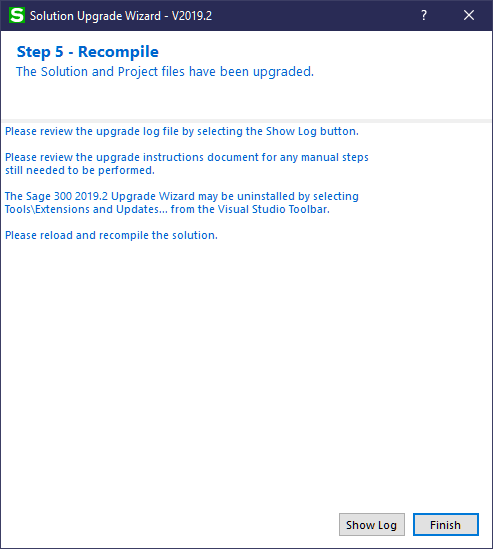 S Solution Upgrade Wizard - V2019.2 ?
Step 5 - Recompile
The Solution and Project files have been upgraded.
Please review the upgrade log file by selecting the Show Log button.
Please review the upgrade instructions document for any manual steps
still needed to be performed.
The Sage 300 2019.2 Upgrade Wizard may be uninstalled by selecting
Tools\Extensions and Updates... from the Visual Studio Toolbar.
Please reload and recompile the solution.
Show Log Finish